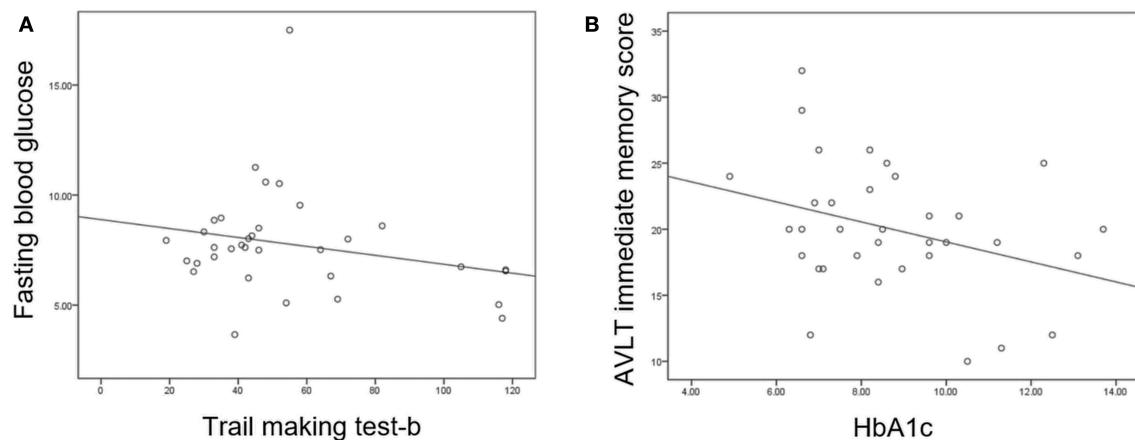 A
Fasting blood glucose
15.00
10.00
5.00
0 20 40 60 80 100 120
Trail making test-b
B
AVLT immediate memory score
35
30
25
20
15
10
4.00 6.00 8.00 10.00 12.00 14.00
HbA1c